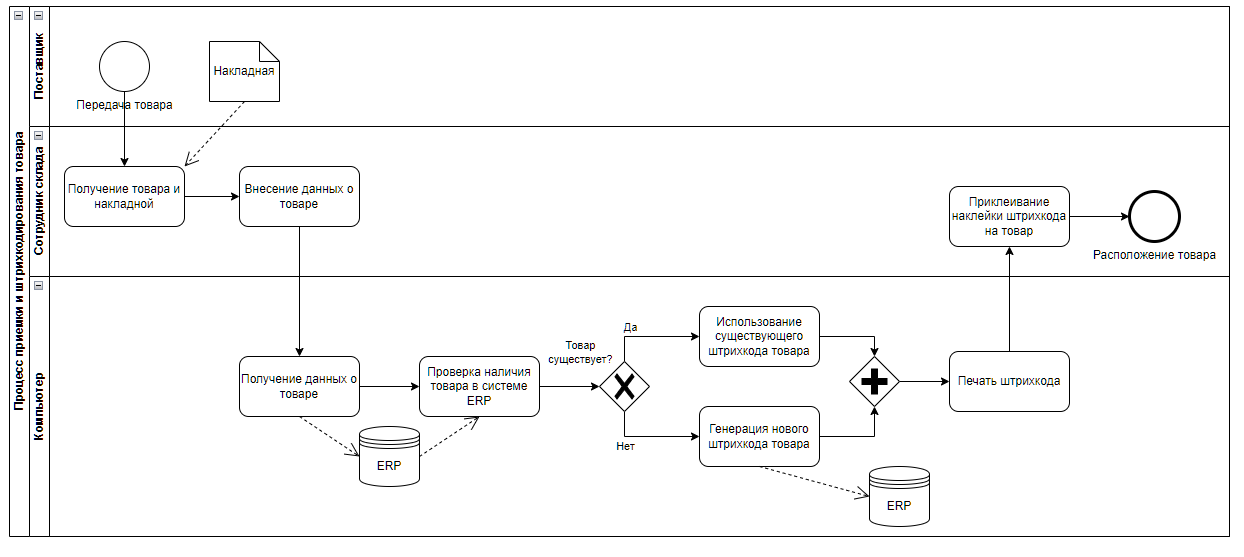 Процесс приемки и штрихкодирования товара
Поставщик
Передача товара
Накладная
Сотрудник склада
Получение товара и
накладной
Внесение данных о
товаре
Приклеивание
наклейки штрихкода
на товар
Расположение товара
Компьютер
Получение данных о
товаре
ERP
Проверка наличия
товара в системе
ERP
Товар
существует?
Да
Нет
Использование
существующего
штрихкода товара
Генерация нового
штрихкода товара
ERP
Печать штрихкода